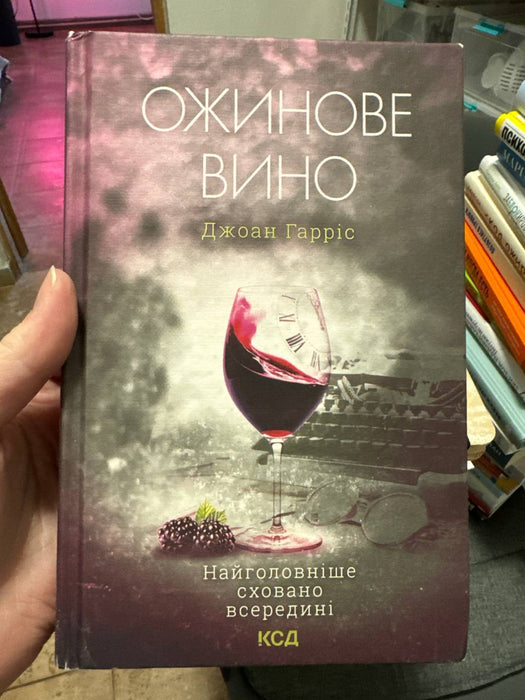 ОЖИНОВЕ
ВИНО
Джоан Гарріс
Найголовніше
сховано
всередині
КСД